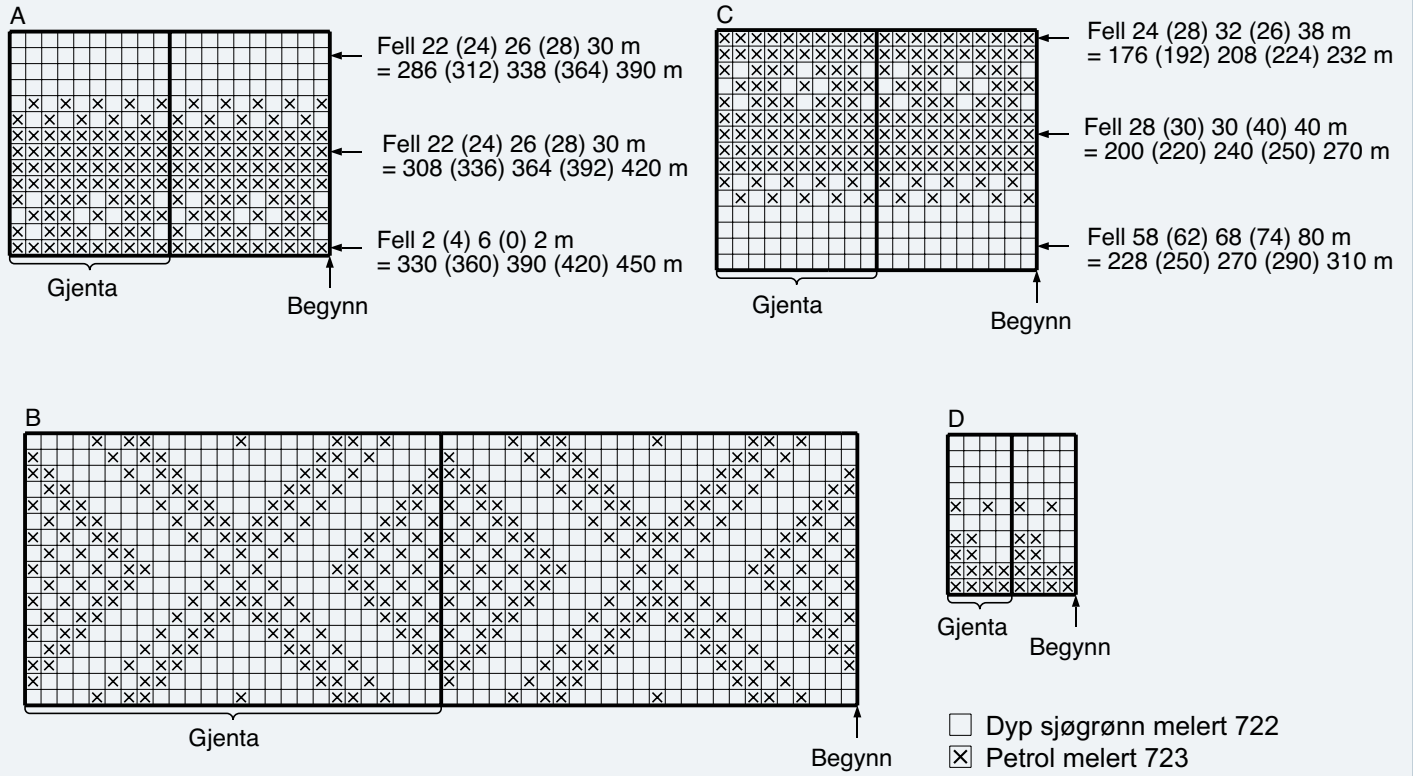 A
Fell 22 (24) 26 (28) 30 m
= 286 (312) 338 (364) 390 m
Fell 22 (24) 26 (28) 30 m
= 308 (336) 364 (392) 420 m
Fell 2 (4) 6 (0) 2 m
= 330 (360) 390 (420) 450 m
Gjenta
Begynn
C
Fell 24 (28) 32 (26) 38 m
= 176 (192) 208 (224) 232 m
Fell 28 (30) 30 (40) 40 m
= 200 (220) 240 (250) 270 m
Fell 58 (62) 68 (74) 80 m
= 228 (250) 270 (290) 310 m
Gjenta
Begynn
B
Gjenta
Begynn
D
Gjenta
Begynn
Dyp sjøgrønn melert 722
Petrol melert 723